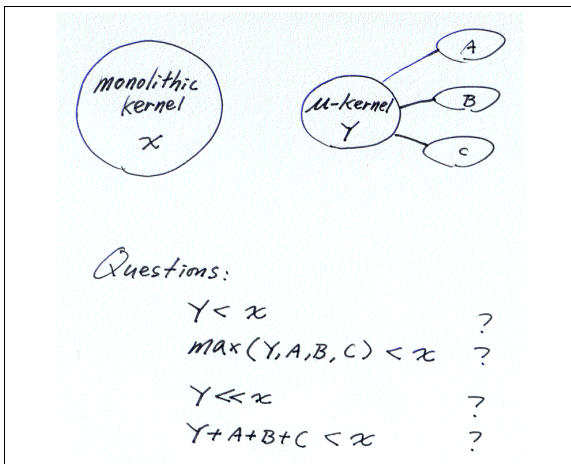 monolithic
kernel
x
μ-kernel
Y
A
B
C
Questions:
Y < x ?
max(Y, A, B, C) < x ?
Y << x ?
Y + A + B + C < x ?